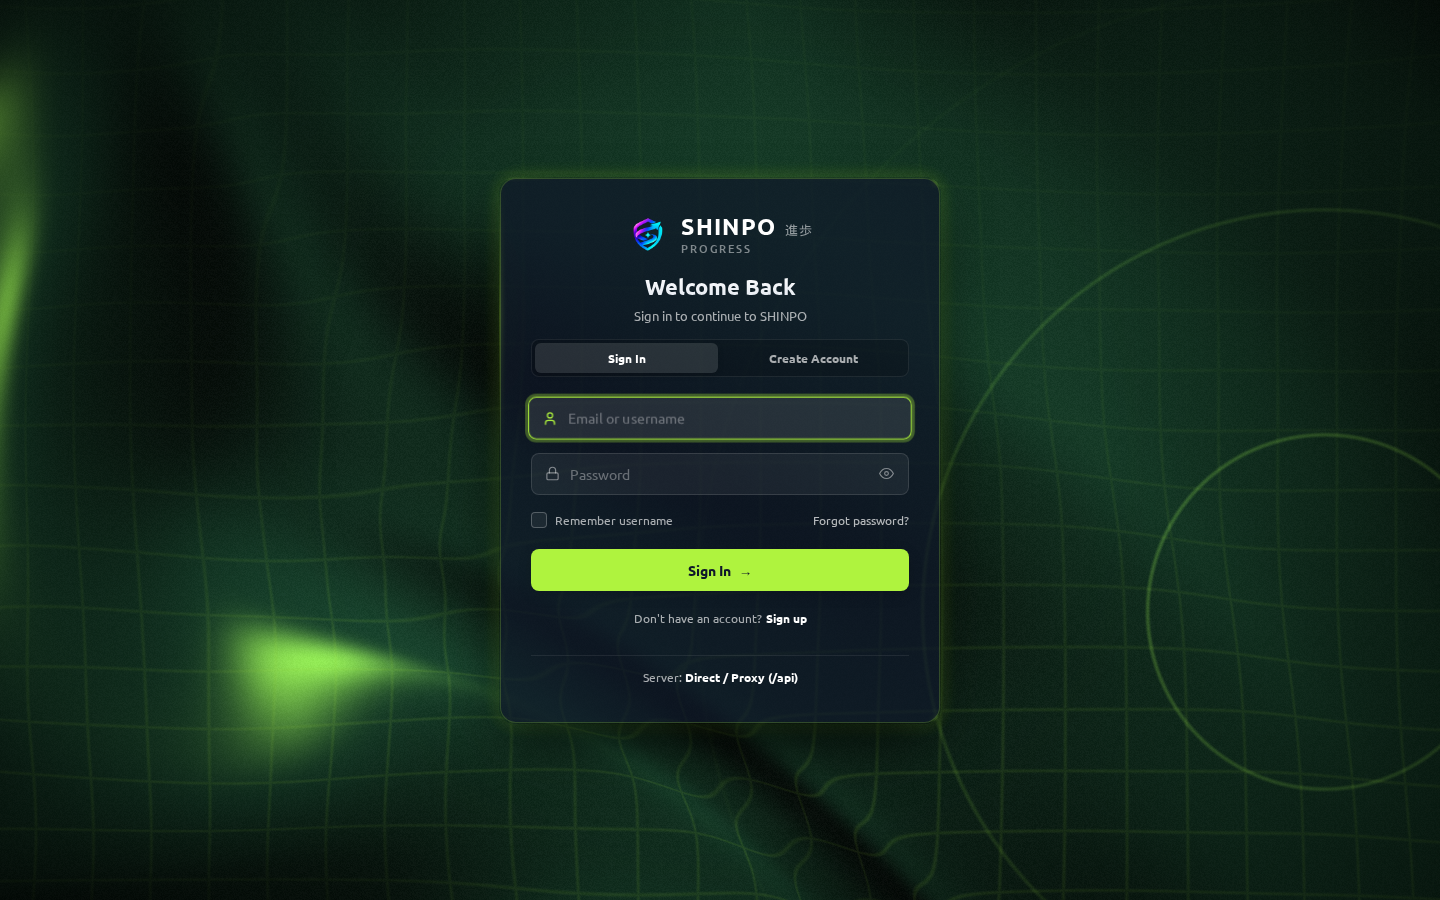 SHINPO 進歩
PROGRESS
Welcome Back
Sign in to continue to SHINPO
Sign In
Create Account
Email or username
Password
Remember username
Forgot password?
Sign In →
Don't have an account? Sign up
Server: Direct / Proxy (/api)